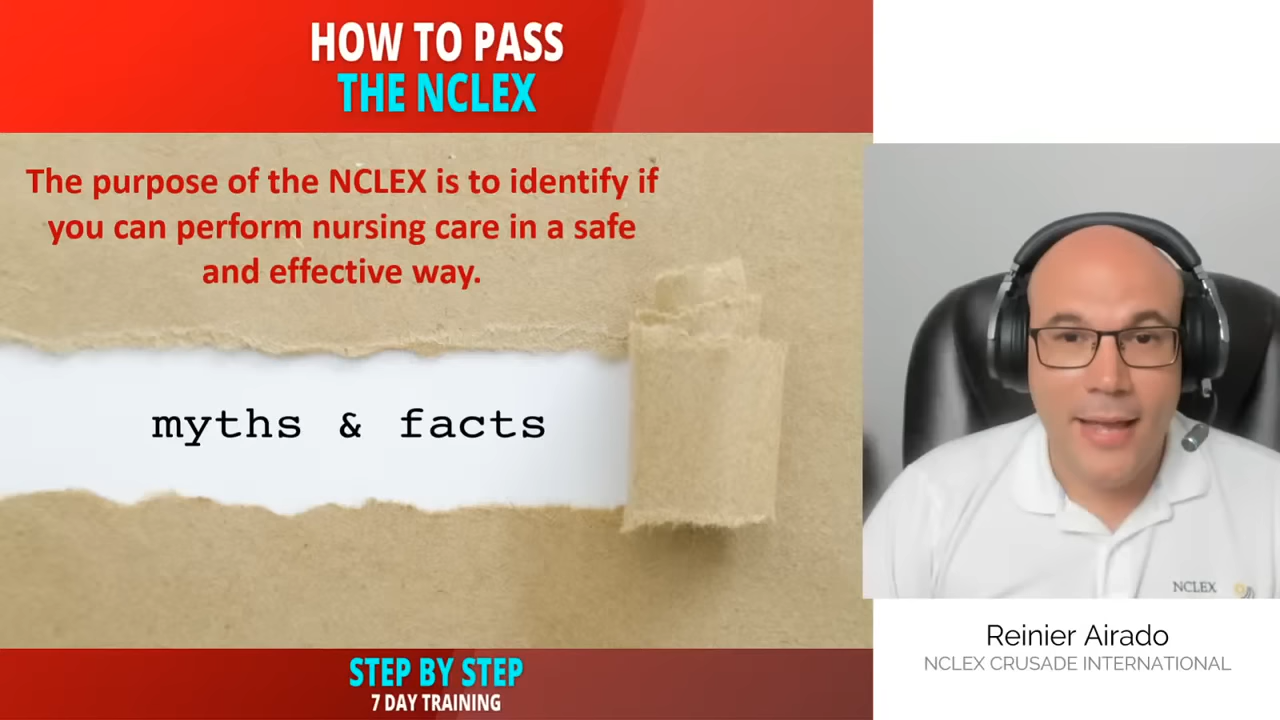 HOW TO PASS
THE NCLEX
The purpose of the NCLEX is to identify if
you can perform nursing care in a safe
and effective way.
myths & facts
STEP BY STEP
7 DAY TRAINING
NCLEX
Reinier Airado
NCLEX CRUSADE INTERNATIONAL